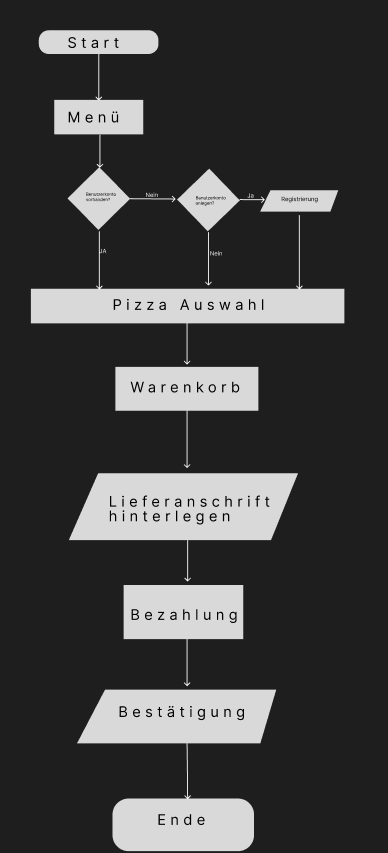 Start
Menü
Benutzerkonto
vorhanden?
Nein
Benutzerkonto
anlegen?
Ja
Registrierung
JA
Nein
Pizza Auswahl
Warenkorb
Lieferanschrift
hinterlegen
Bezahlung
Bestätigung
Ende